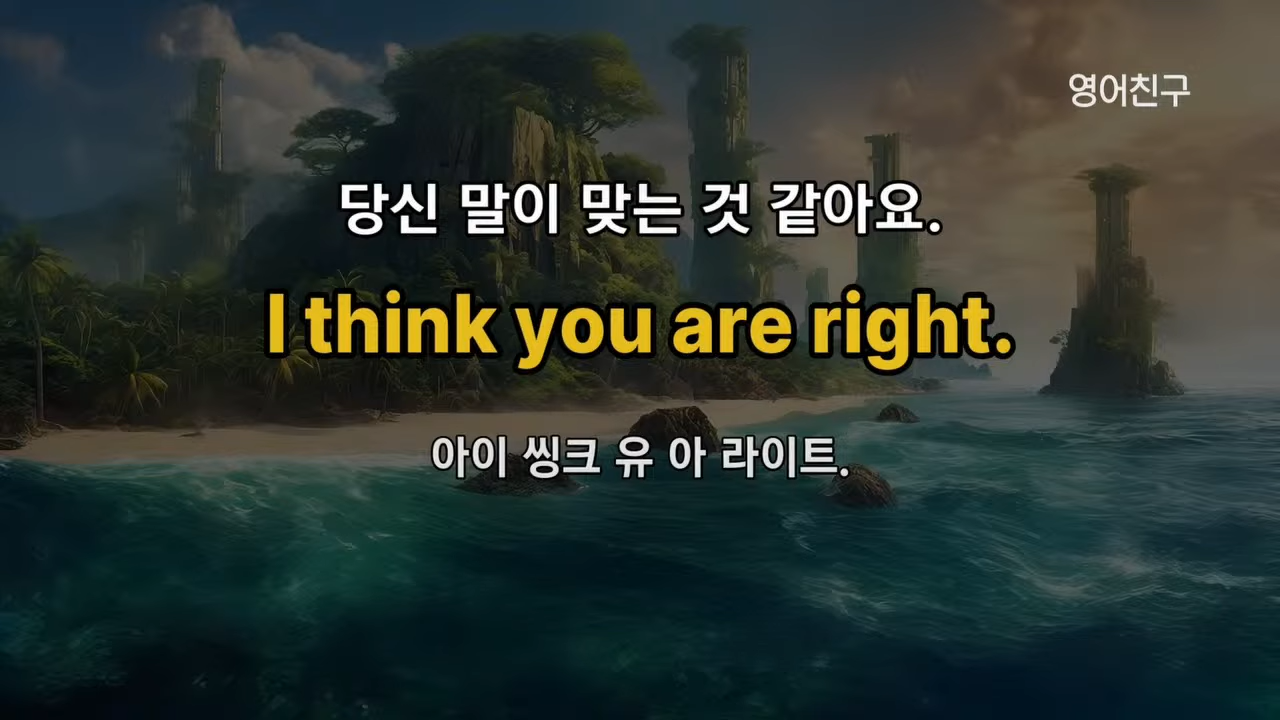 영어친구
당신 말이 맞는 것 같아요.
I think you are right.
아이 씽크 유 아 라이트.